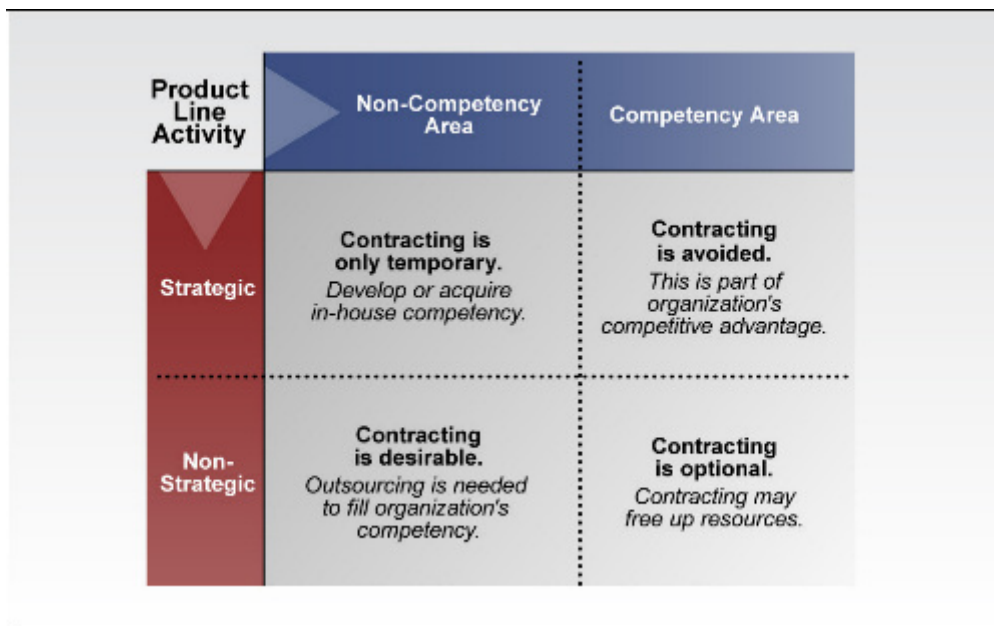 Product
Line
Activity
Non-Competency
Area
Competency Area
Strategic
Contracting is
only temporary.
Develop or acquire
in-house competency.
Contracting
is avoided.
This is part of
organization's
competitive advantage.
Non-
Strategic
Contracting
is desirable.
Outsourcing is needed
to fill organization's
competency.
Contracting
is optional.
Contracting may
free up resources.